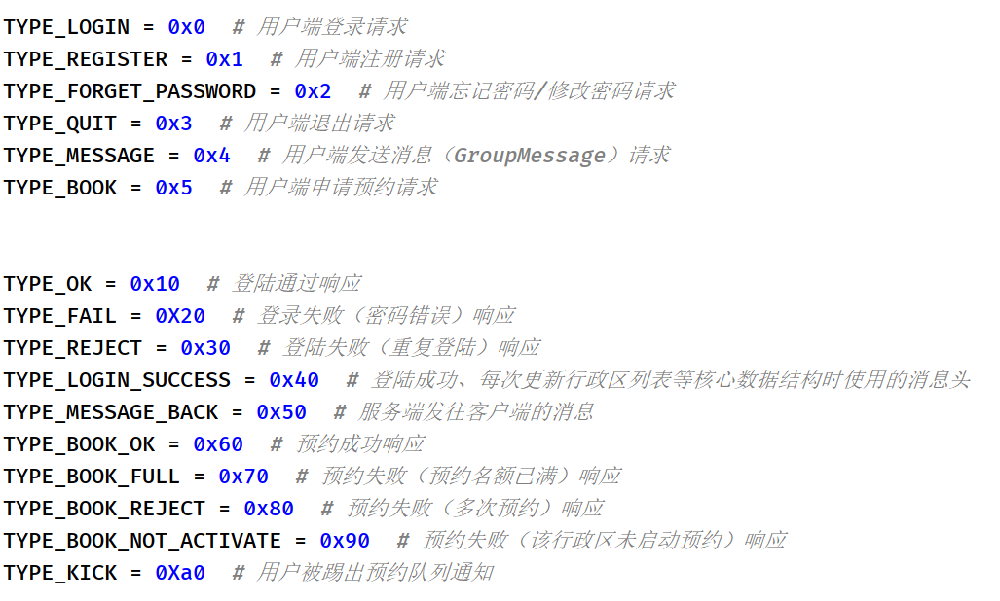 TYPE_LOGIN = 0x0  # 用户端登录请求
TYPE_REGISTER = 0x1  # 用户端注册请求
TYPE_FORGET_PASSWORD = 0x2  # 用户端忘记密码/修改密码请求
TYPE_QUIT = 0x3  # 用户端退出请求
TYPE_MESSAGE = 0x4  # 用户端发送消息（GroupMessage）请求
TYPE_BOOK = 0x5  # 用户端申请预约请求
TYPE_OK = 0x10  # 登陆通过响应
TYPE_FAIL = 0X20  # 登录失败（密码错误）响应
TYPE_REJECT = 0x30  # 登陆失败（重复登陆）响应
TYPE_LOGIN_SUCCESS = 0x40  # 登陆成功、每次更新行政区列表等核心数据结构时使用的消息头
TYPE_MESSAGE_BACK = 0x50  # 服务端发往客户端的消息
TYPE_BOOK_OK = 0x60  # 预约成功响应
TYPE_BOOK_FULL = 0x70  # 预约失败（预约名额已满）响应
TYPE_BOOK_REJECT = 0x80  # 预约失败（多次预约）响应
TYPE_BOOK_NOT_ACTIVATE = 0x90  # 预约失败（该行政区未启动预约）响应
TYPE_KICK = 0Xa0  # 用户被踢出预约队列通知